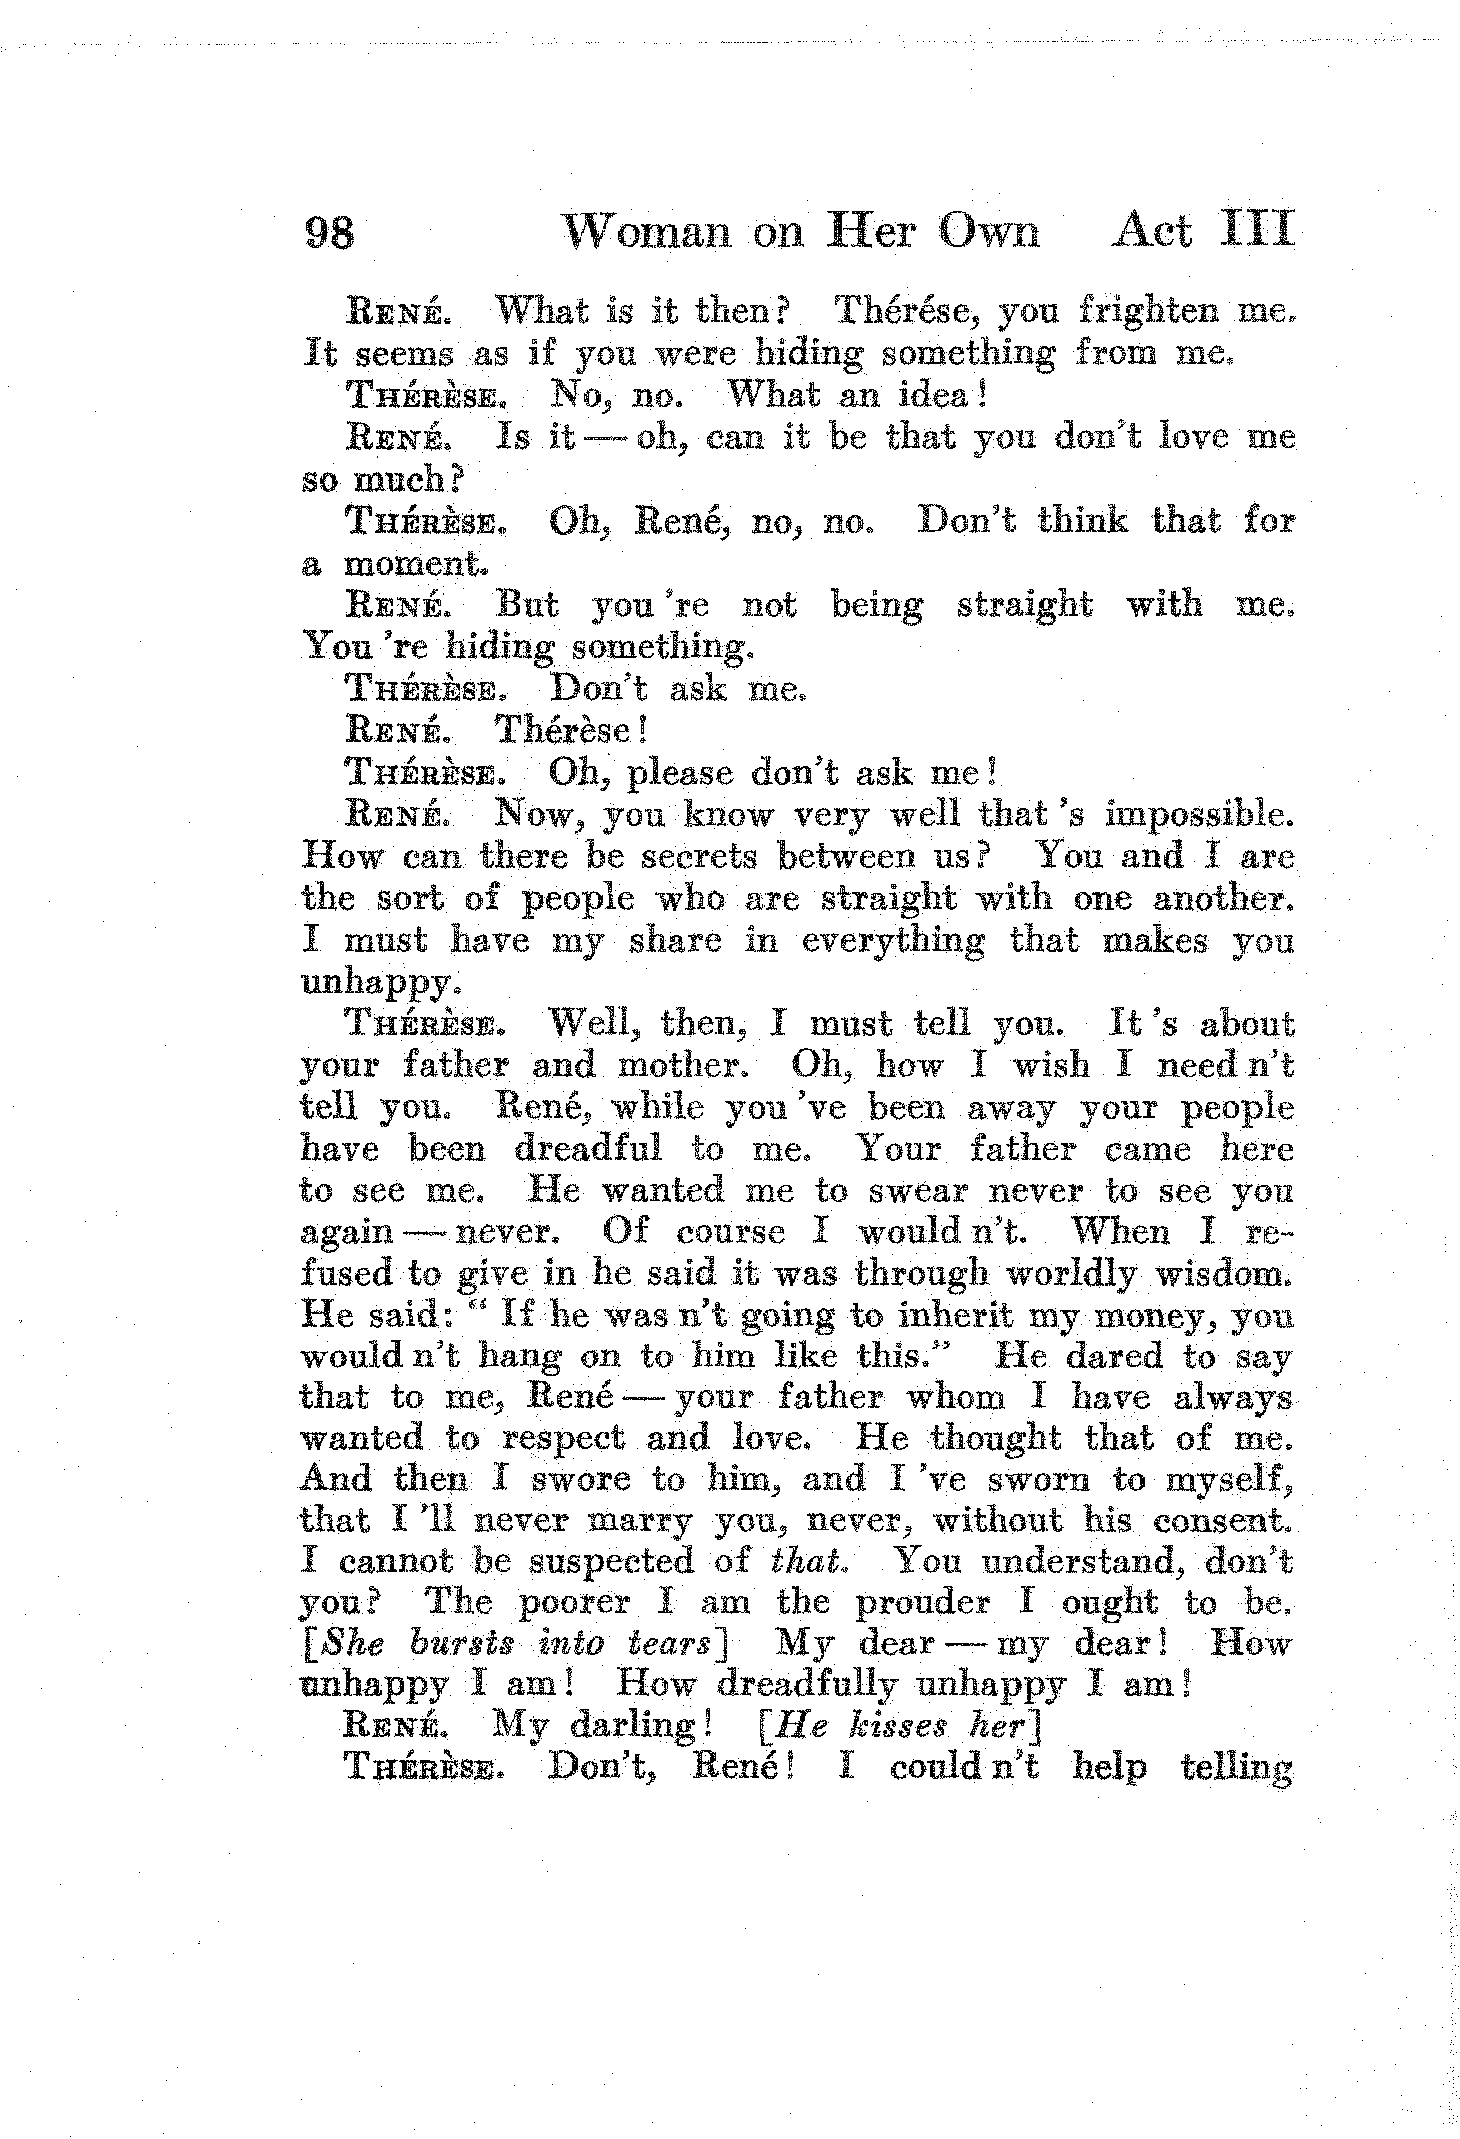 98 Woman on Her Own Act III
RENÉ. What is it then? Thérése, you frighten me.
It seems as if you were hiding something from me.
THÉRÈSE. No, no. What an idea!
RENÉ. Is it — oh, can it be that you don't love me
so much?
THÉRÈSE. Oh, René, no, no. Don't think that for
a moment.
RENÉ. But you 're not being straight with me.
You 're hiding something.
THÉRÈSE. Don't ask me.
RENÉ. Thérèse!
THÉRÈSE. Oh, please don't ask me!
RENÉ. Now, you know very well that 's impossible.
How can there be secrets between us? You and I are
the sort of people who are straight with one another.
I must have my share in everything that makes you
unhappy.
THÉRÈSE. Well, then, I must tell you. It 's about
your father and mother. Oh, how I wish I need n't
tell you. René, while you 've been away your people
have been dreadful to me. Your father came here
to see me. He wanted me to swear never to see you
again — never. Of course I would n't. When I re-
fused to give in he said it was through worldly wisdom.
He said: " If he was n't going to inherit my money, you
would n't hang on to him like this." He dared to say
that to me, René — your father whom I have always
wanted to respect and love. He thought that of me.
And then I swore to him, and I 've sworn to myself,
that I 'll never marry you, never, without his consent.
I cannot be suspected of that. You understand, don't
you? The poorer I am the prouder I ought to be.
[She bursts into tears] My dear — my dear! How
unhappy I am! How dreadfully unhappy I am!
RENÉ. My darling! [He kisses her]
THÉRÈSE. Don't, René! I could n't help telling